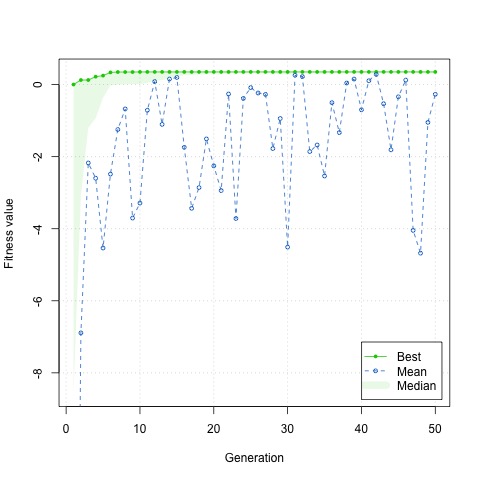 Fitness value
0
-2
-4
-6
-8
0 10 20 30 40 50
Generation
Best
Mean
Median